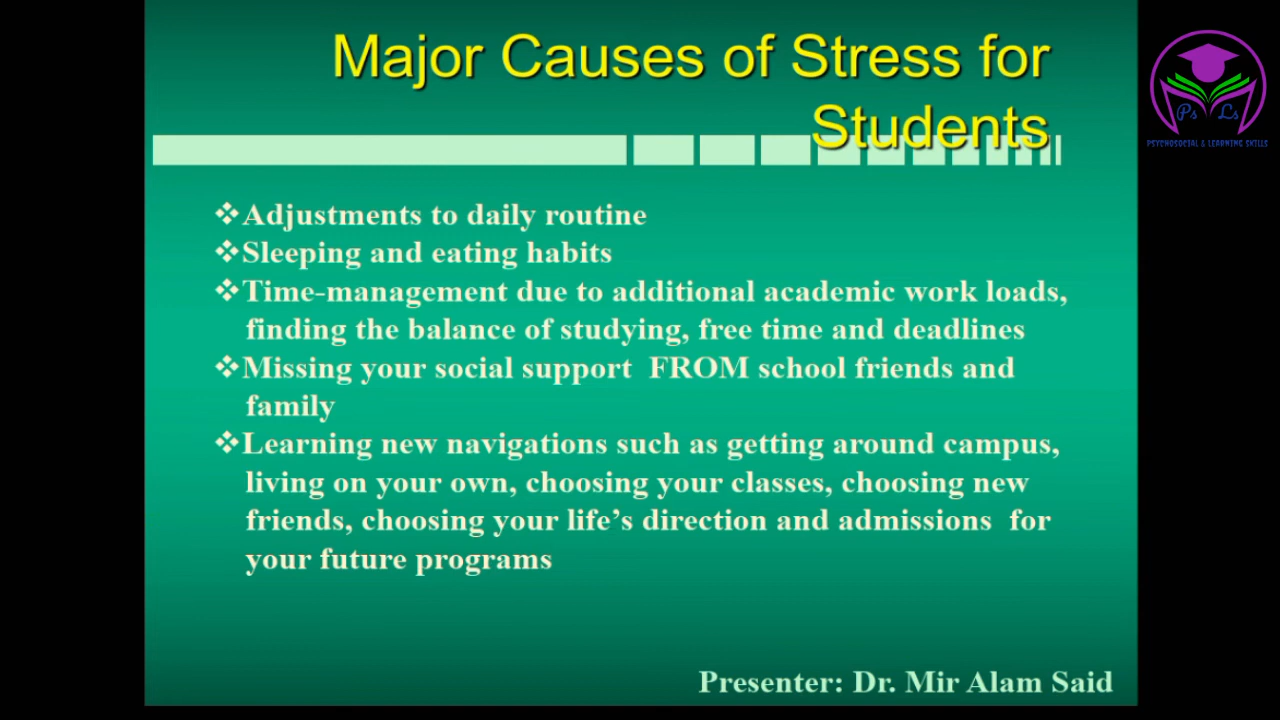 Major Causes of Stress for
Students
Ps Ls
PSYCHOSOCIAL & LEARNING SKILLS
❖Adjustments to daily routine
❖Sleeping and eating habits
❖Time-management due to additional academic work loads,
finding the balance of studying, free time and deadlines
❖Missing your social support  FROM school friends and
family
❖Learning new navigations such as getting around campus,
living on your own, choosing your classes, choosing new
friends, choosing your life’s direction and admissions  for
your future programs
Presenter: Dr. Mir Alam Said